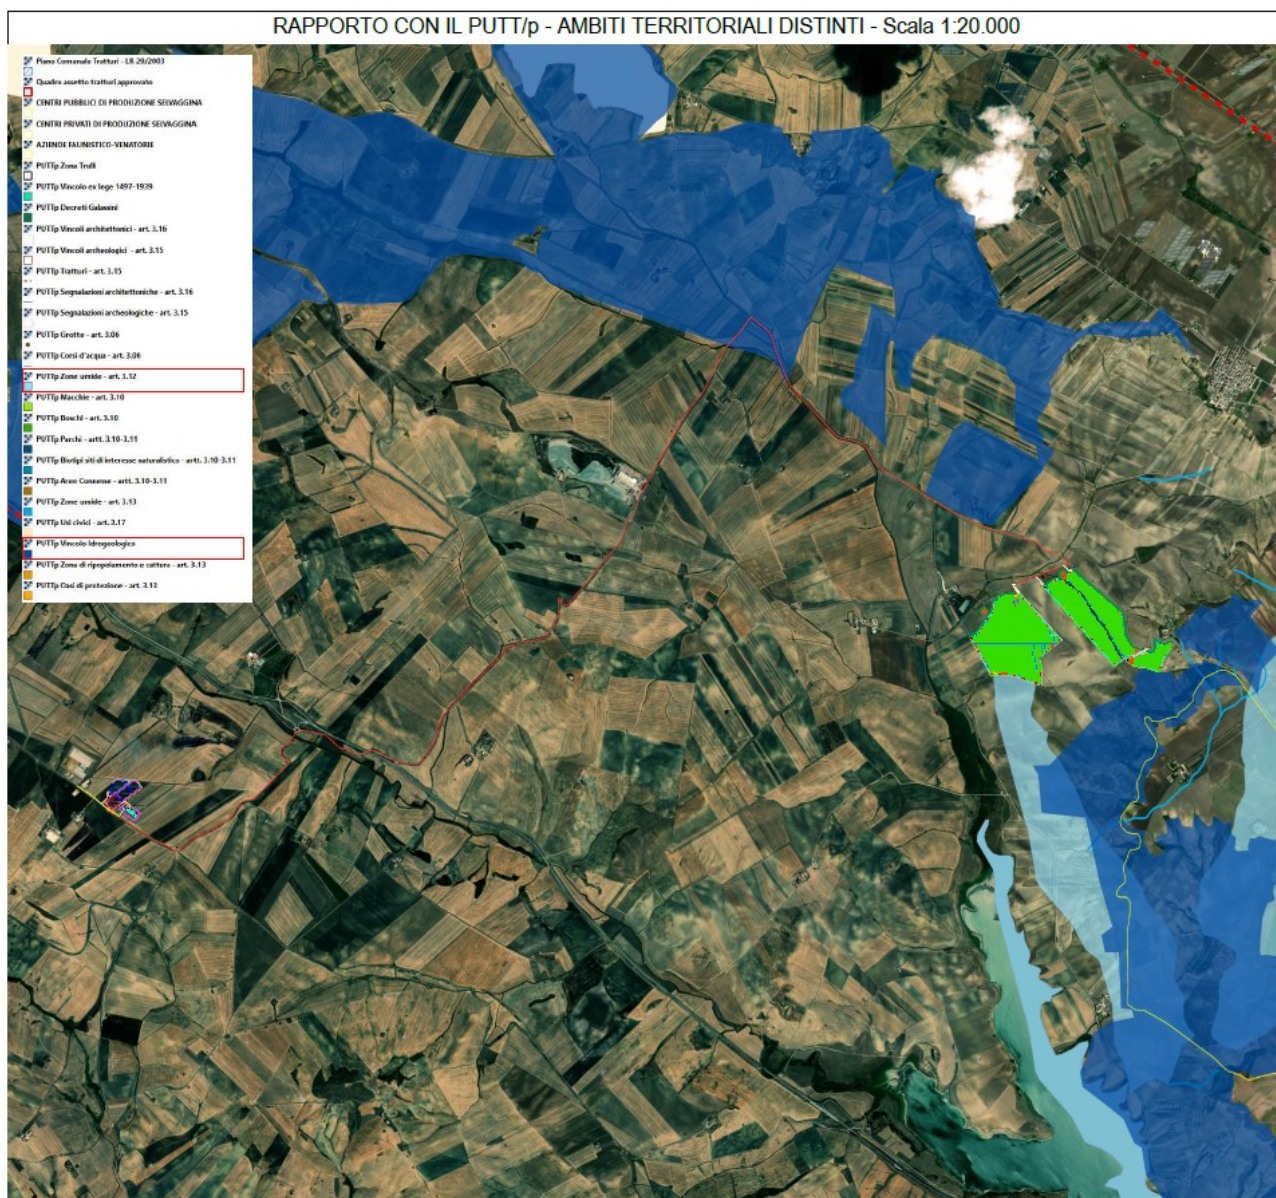 RAPPORTO CON IL PUTT/p - AMBITI TERRITORIALI DISTINTI - Scala 1:20.000
Piano Comunale Tratturi - LR 29/2003
Quadro assetto tratturi approvato
CENTRI PUBBLICI DI PRODUZIONE SELVAGGINA
CENTRI PRIVATI DI PRODUZIONE SELVAGGINA
AZIENDE FAUNISTICO-VENATORIE
PUTTp Zona Trulli
PUTTp Vincolo ex lege 1497-1939
PUTTp Decreti Galassini
PUTTp Vincoli architettonici - art. 3.16
PUTTp Vincoli archeologici - art. 3.15
PUTTp Tratturi - art. 3.15
PUTTp Segnalazioni architettoniche - art. 3.16
PUTTp Segnalazioni archeologiche - art. 3.15
PUTTp Grotte - art. 3.06
PUTTp Corsi d'acqua - art. 3.06
PUTTp Zone umide - art. 3.12
PUTTp Macchie - art. 3.10
PUTTp Boschi - art. 3.10
PUTTp Parchi - artt. 3.10-3.11
PUTTp Biotipi siti di interesse naturalistico - artt. 3.10-3.11
PUTTp Aree Connesse - artt. 3.10-3.11
PUTTp Zone umide - art. 3.13
PUTTp Usi civici - art. 3.17
PUTTp Vincolo Idrogeologico
PUTTp Zona di ripopolamento e cattura - art. 3.13
PUTTp Oasi di protezione - art. 3.13